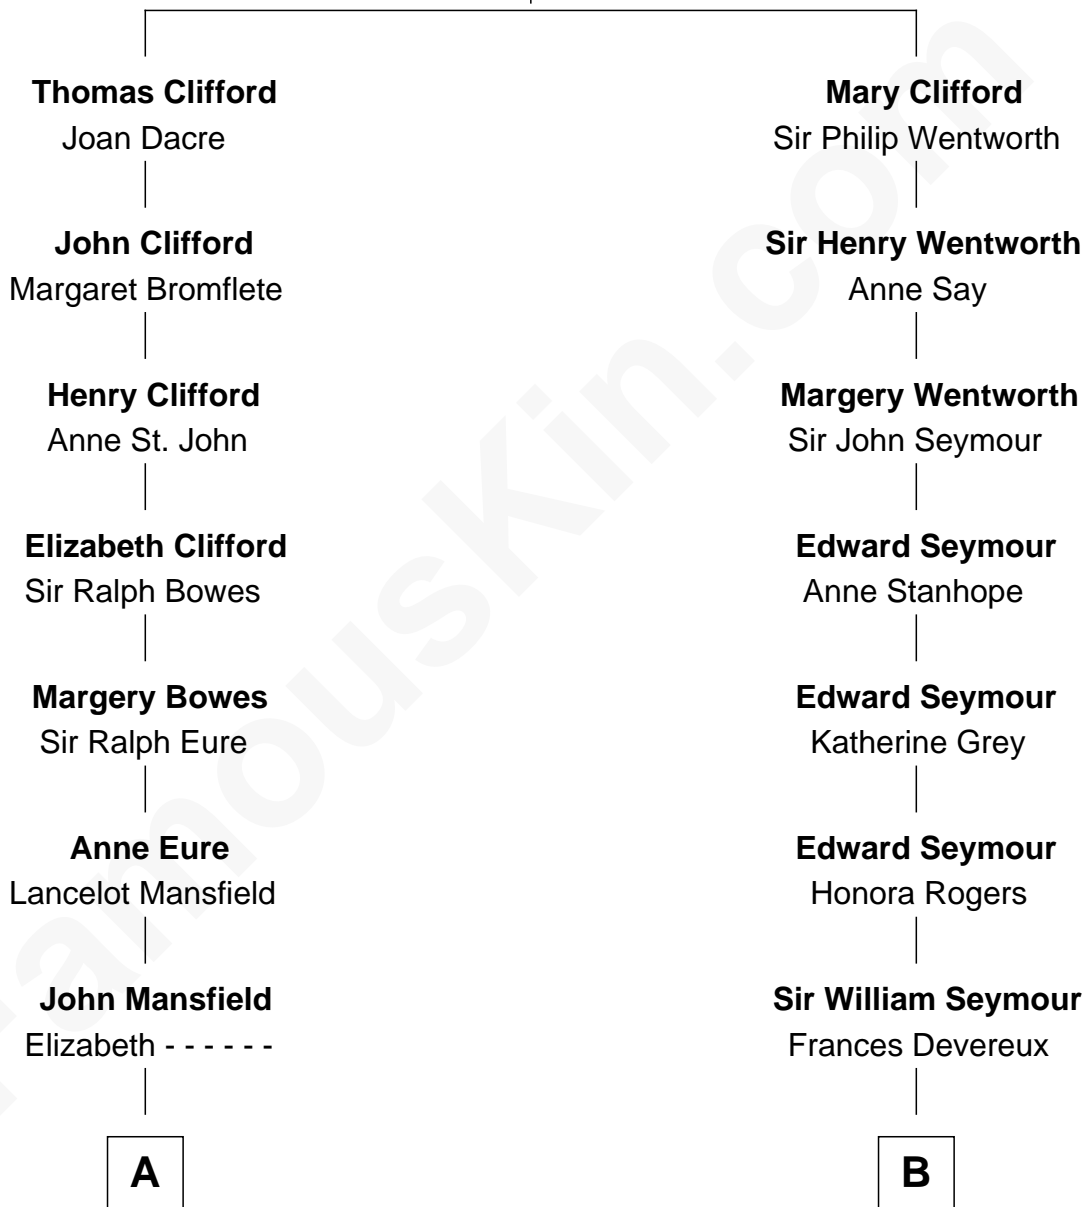 Thomas Clifford
Joan Dacre
Mary Clifford
Sir Philip Wentworth
John Clifford
Margaret Bromflete
Sir Henry Wentworth
Anne Say
Henry Clifford
Anne St. John
Margery Wentworth
Sir John Seymour
Elizabeth Clifford
Sir Ralph Bowes
Edward Seymour
Anne Stanhope
Margery Bowes
Sir Ralph Eure
Edward Seymour
Katherine Grey
Anne Eure
Lancelot Mansfield
Edward Seymour
Honora Rogers
John Mansfield
Elizabeth - - - - - -
Sir William Seymour
Frances Devereux
A
B
FamousKin.com